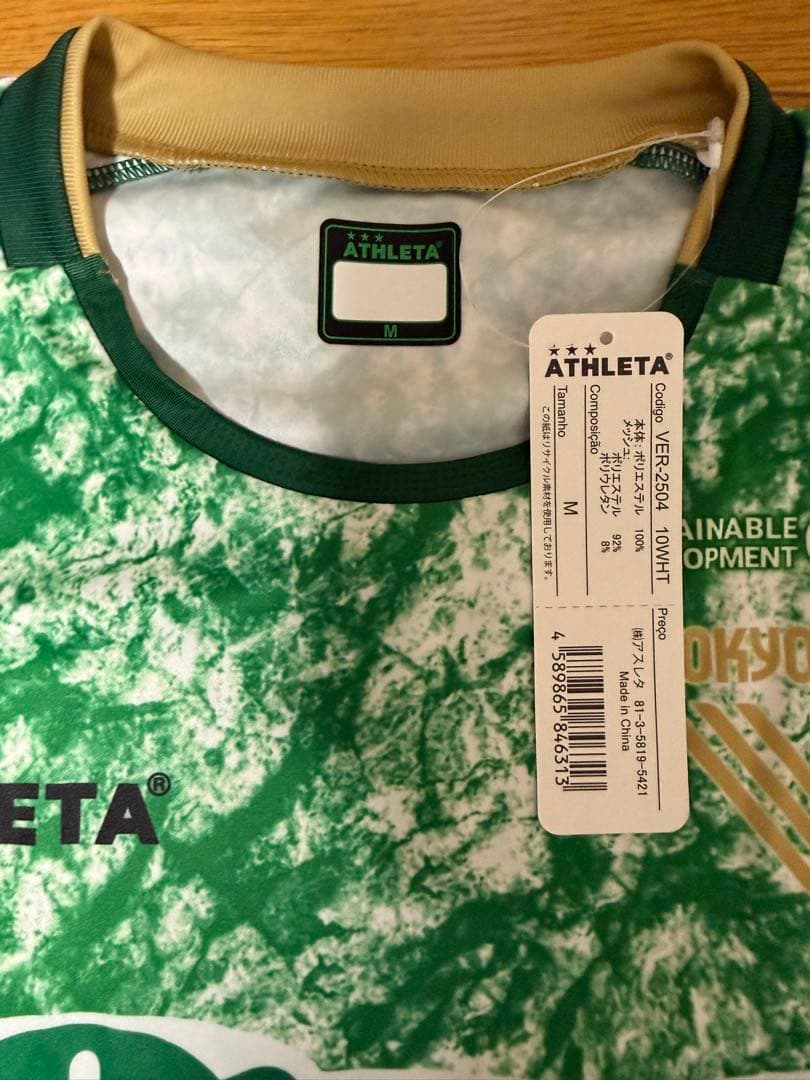 ATHLETA®
M
ATHLETA®
Codigo VER-2504 10WHT
本体: ポリエステル 100%
メッシュ:
ポリエステル 92%
ポリウレタン 8%
Composição
Tamanho M
この紙はリサイクル素材を使用しております。
Preço
(株)アスレタ 81-3-5819-5421
Made in China
4 589865 846313
AINABLE
OPMENT
OKYO
ETA®